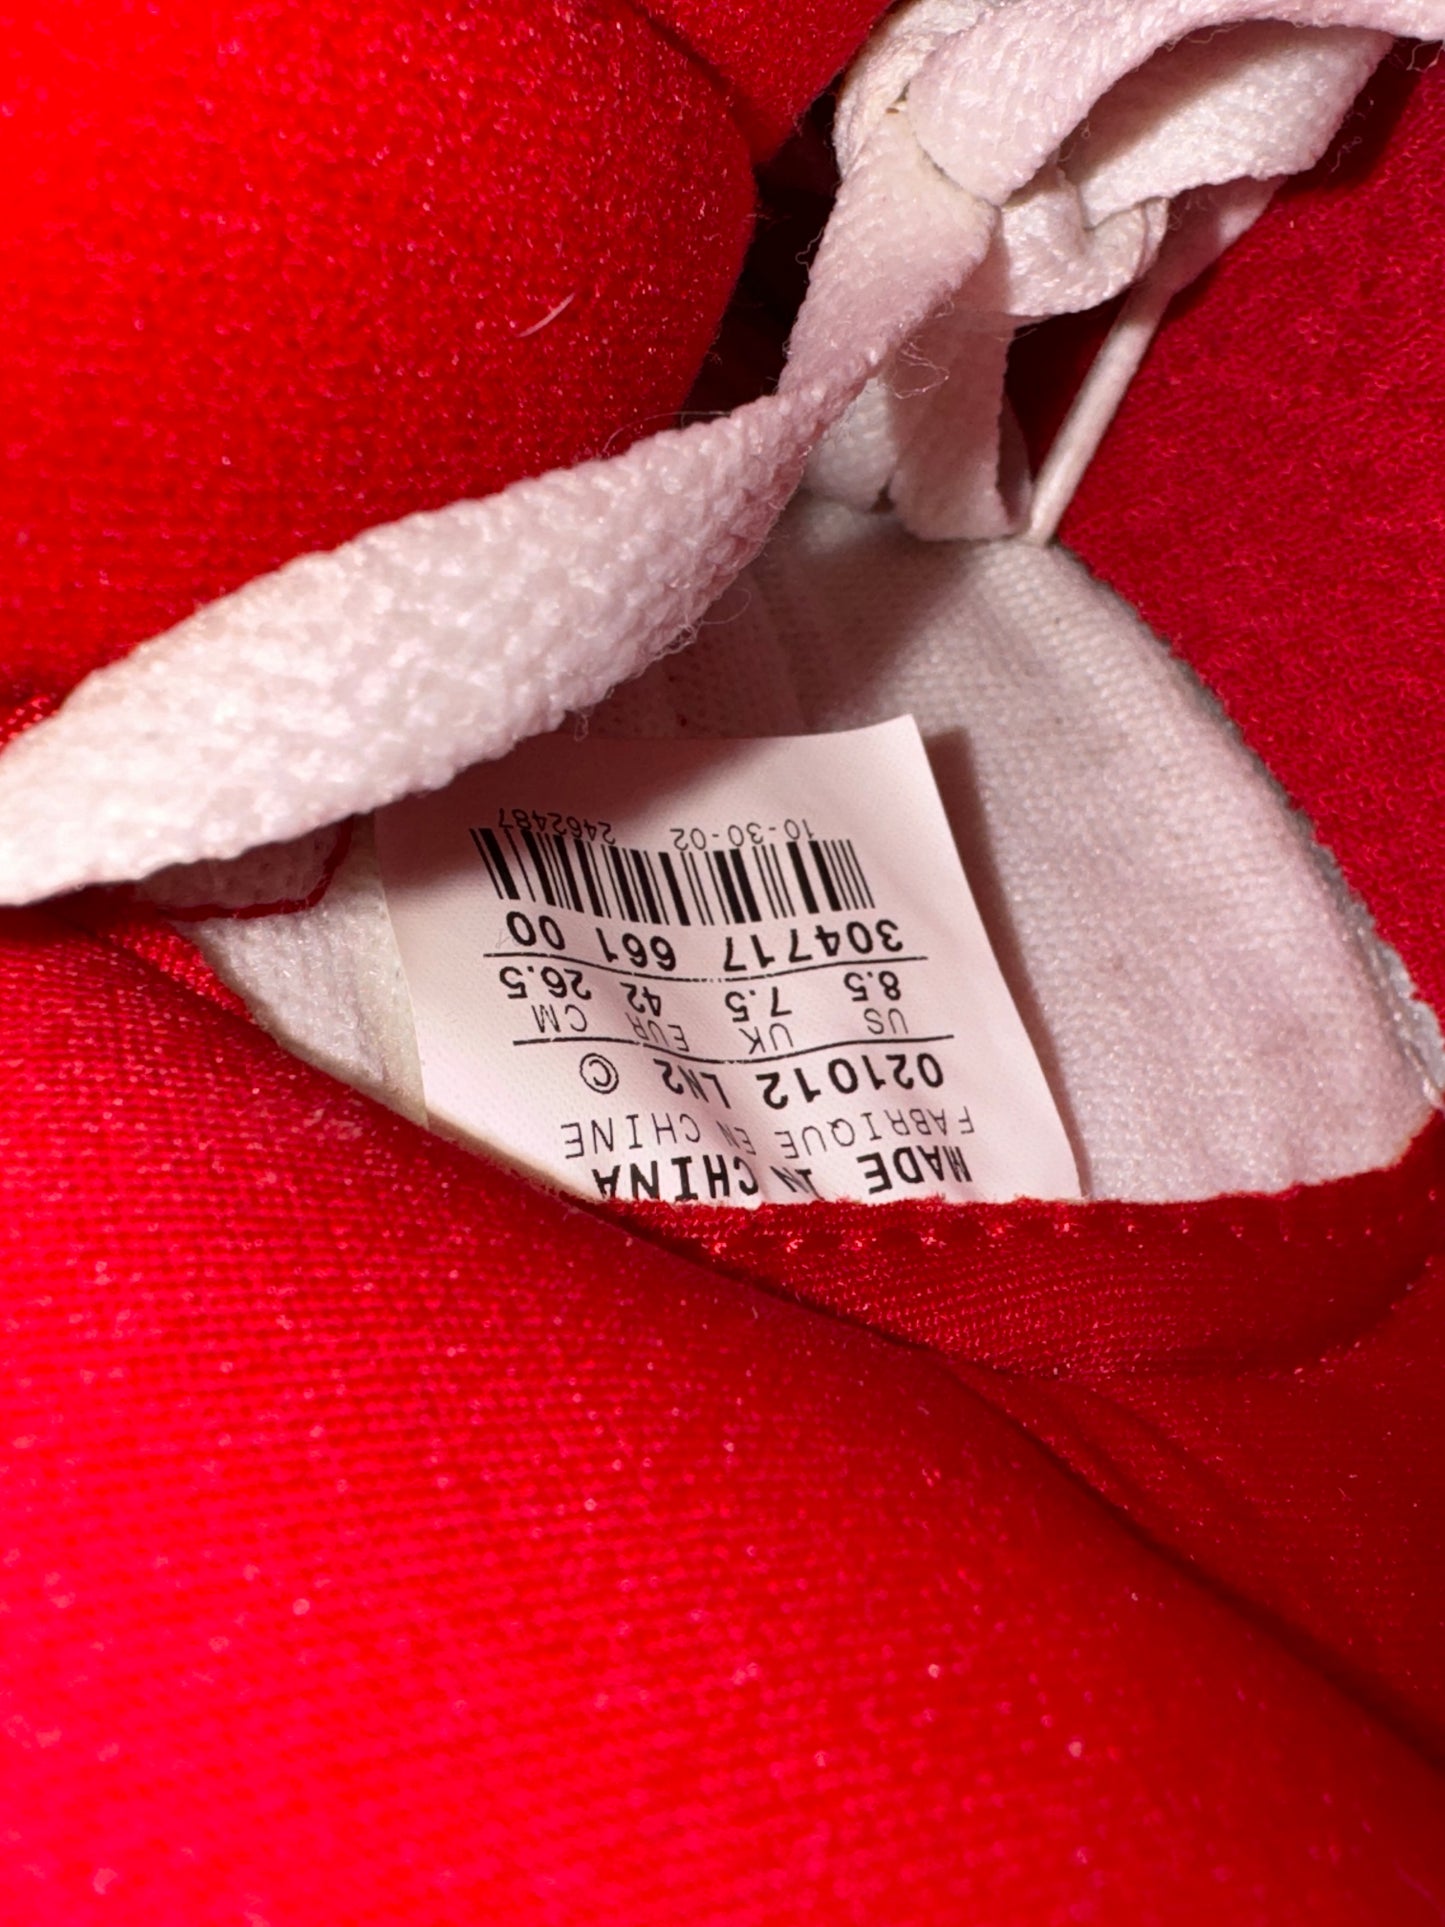 MADE IN CHINA
FABRIQUE EN CHINE
021012 LN2 ©
US UK EUR CM
8.5 7.5 42 26.5
304717 661 00
10-30-02 2462487